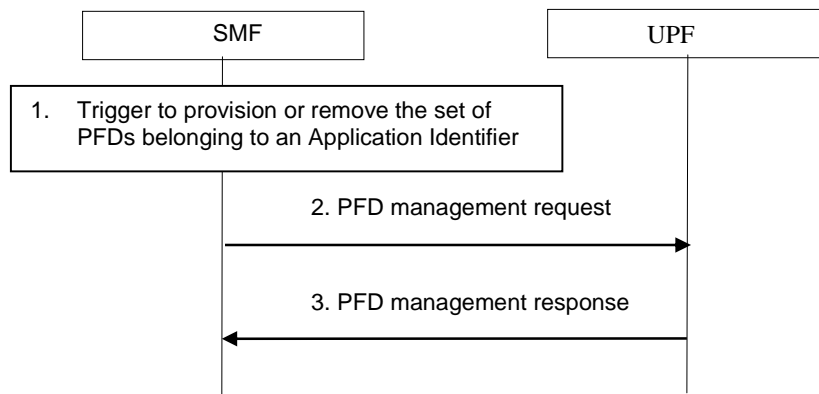 SMF
UPF
1. Trigger to provision or remove the set of
PFDs belonging to an Application Identifier
2. PFD management request
3. PFD management response